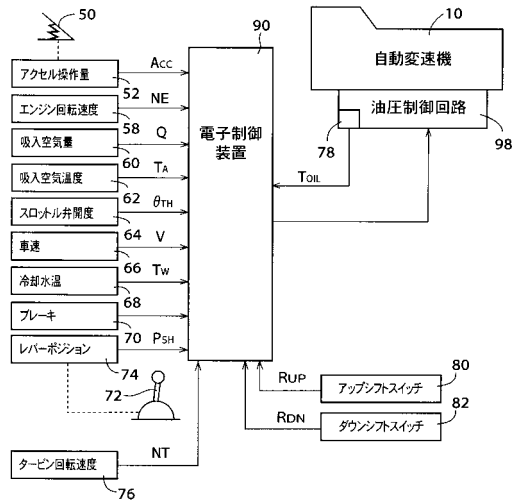 50
90
10
アクセル操作量
ACC
52
エンジン回転速度
NE
58
吸入空気量
Q
60
吸入空気温度
TA
62
スロットル弁開度
θTH
64
車速
V
66
冷却水温
TW
68
ブレーキ
70
レバーポジション
PSH
74
72
タービン回転速度
NT
76
電子制御
装置
自動変速機
油圧制御回路
78
98
TOIL
RUP
アップシフトスイッチ
80
RDN
ダウンシフトスイッチ
82